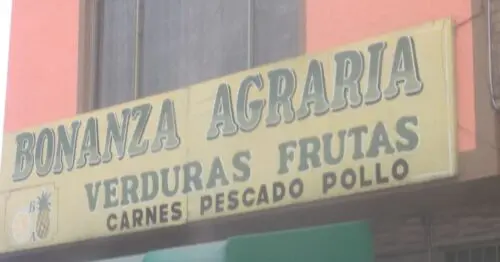 BONANZA AGRARIA
VERDURAS FRUTAS
CARNES PESCADO POLLO
B
A